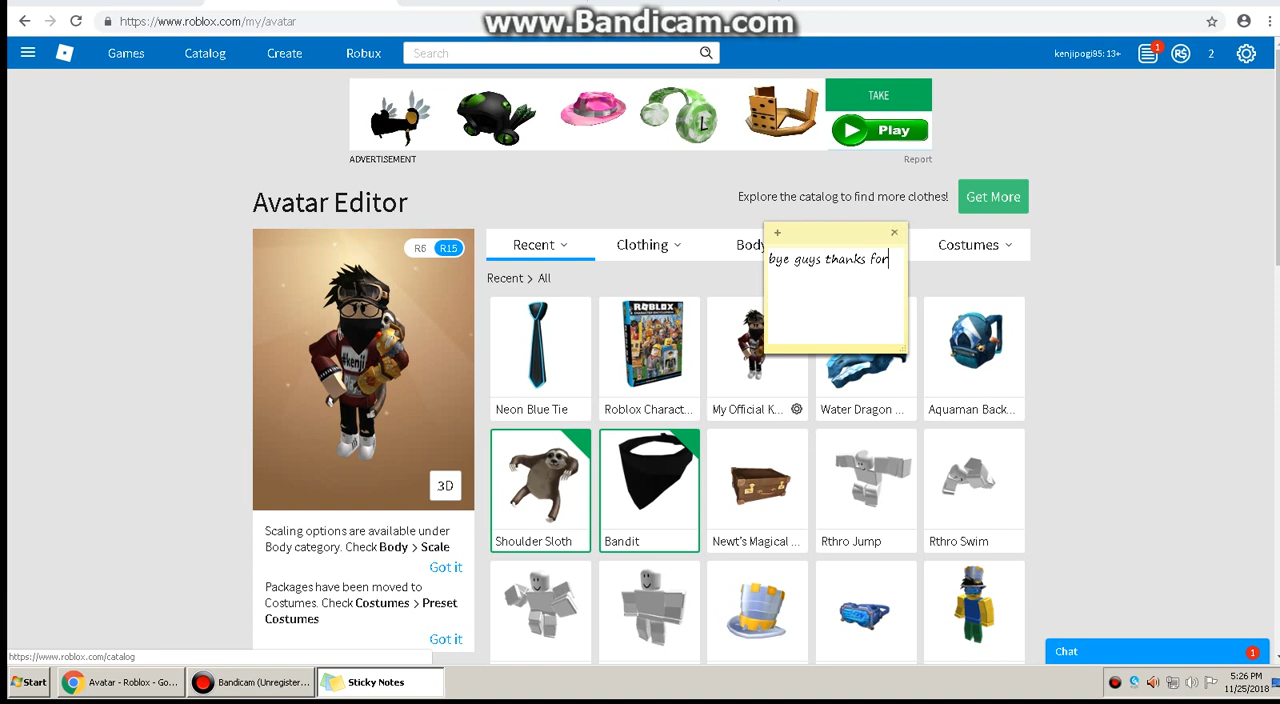 www.Bandicam.com
https://www.roblox.com/my/avatar
Games Catalog Create Robux Search kenjipogi95: 13+ 1 R$ 2
TAKE
Play
L
ADVERTISEMENT Report
Avatar Editor
Explore the catalog to find more clothes! Get More
R6 R15
Recent Clothing Body Costumes
+ ×
bye guys thanks for
Recent > All
#kenji
ROBLOX
Neon Blue Tie Roblox Charact... My Official K... Water Dragon ... Aquaman Back...
3D
Shoulder Sloth Bandit Newt's Magical ... Rthro Jump Rthro Swim
Scaling options are available under
Body category. Check Body > Scale
Got it
Packages have been moved to
Costumes. Check Costumes > Preset
Costumes
Got it
https://www.roblox.com/catalog
Chat 1
Start Avatar - Roblox - Go... Bandicam (Unregister... Sticky Notes
5:26 PM
11/25/2018